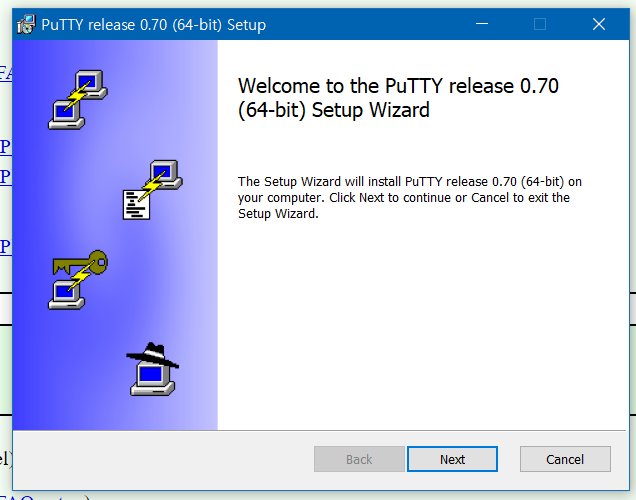 PuTTY release 0.70 (64-bit) Setup
Welcome to the PuTTY release 0.70
(64-bit) Setup Wizard
The Setup Wizard will install PuTTY release 0.70 (64-bit) on
your computer. Click Next to continue or Cancel to exit the
Setup Wizard.
Back
Next
Cancel